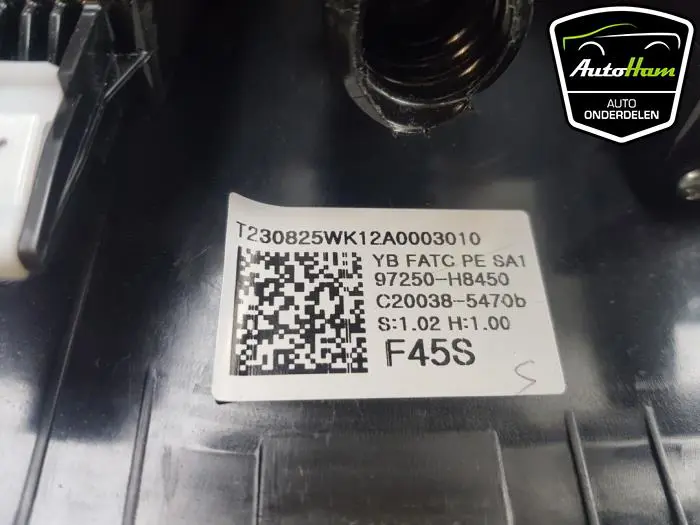 AutoHam
AUTO
ONDERDELEN
T230825WK12A0003010
YB FATC PE SA1
97250-H8450
C20038-5470b
S:1.02 H:1.00
F45S
S